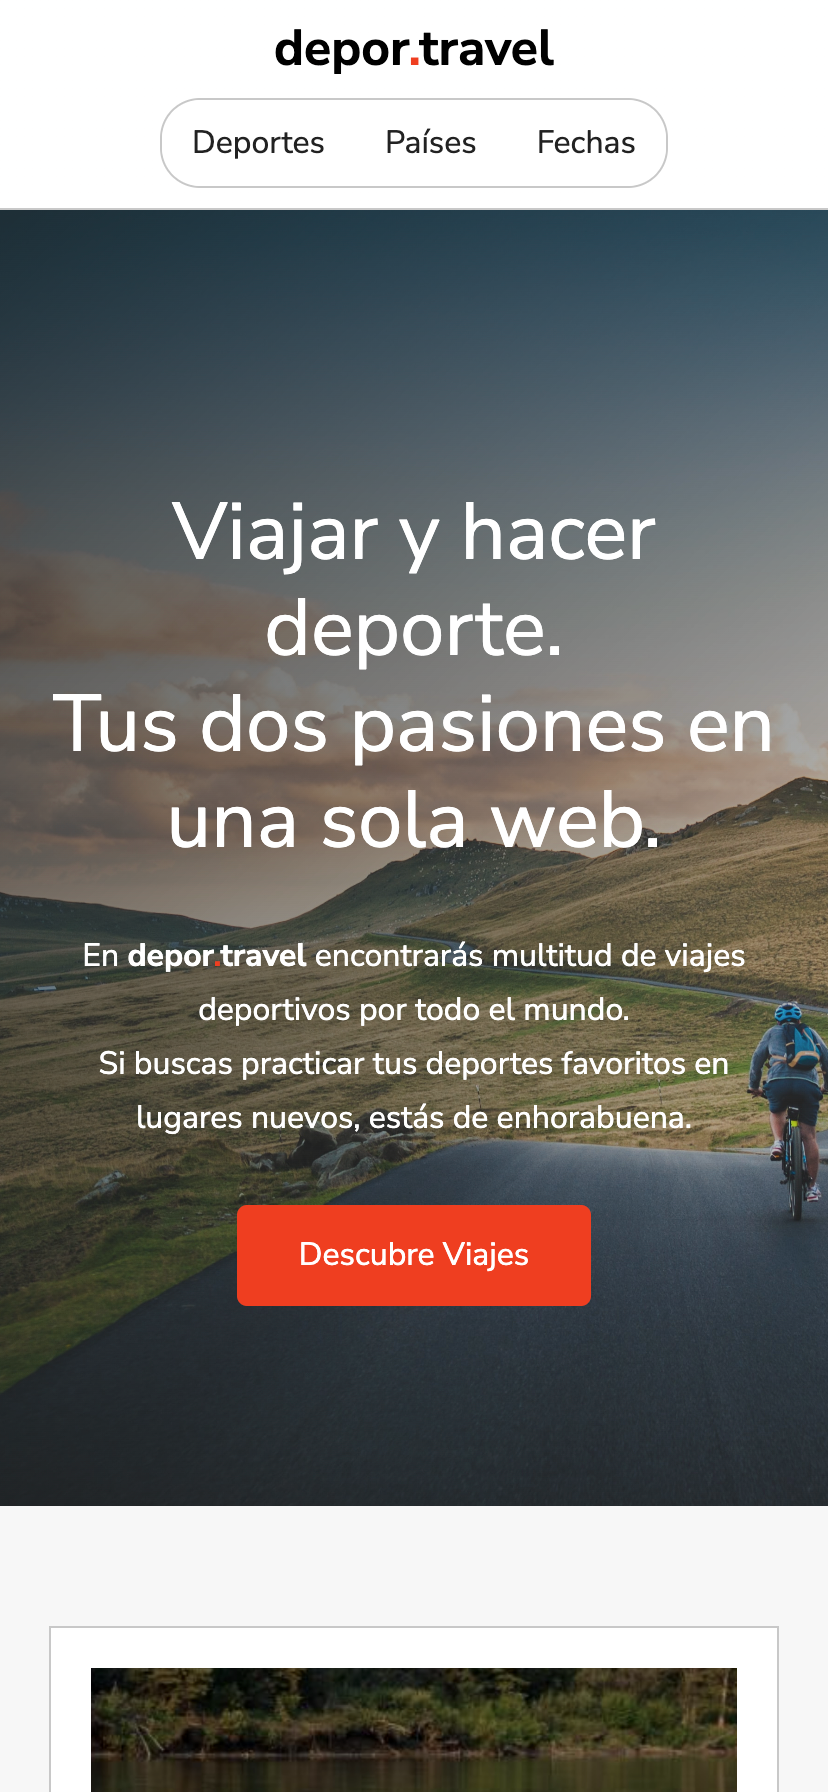 depor.travel
Deportes Países Fechas
Viajar y hacer
deporte.
Tus dos pasiones en
una sola web.
En depor.travel encontrarás multitud de viajes
deportivos por todo el mundo.
Si buscas practicar tus deportes favoritos en
lugares nuevos, estás de enhorabuena.
Descubre Viajes